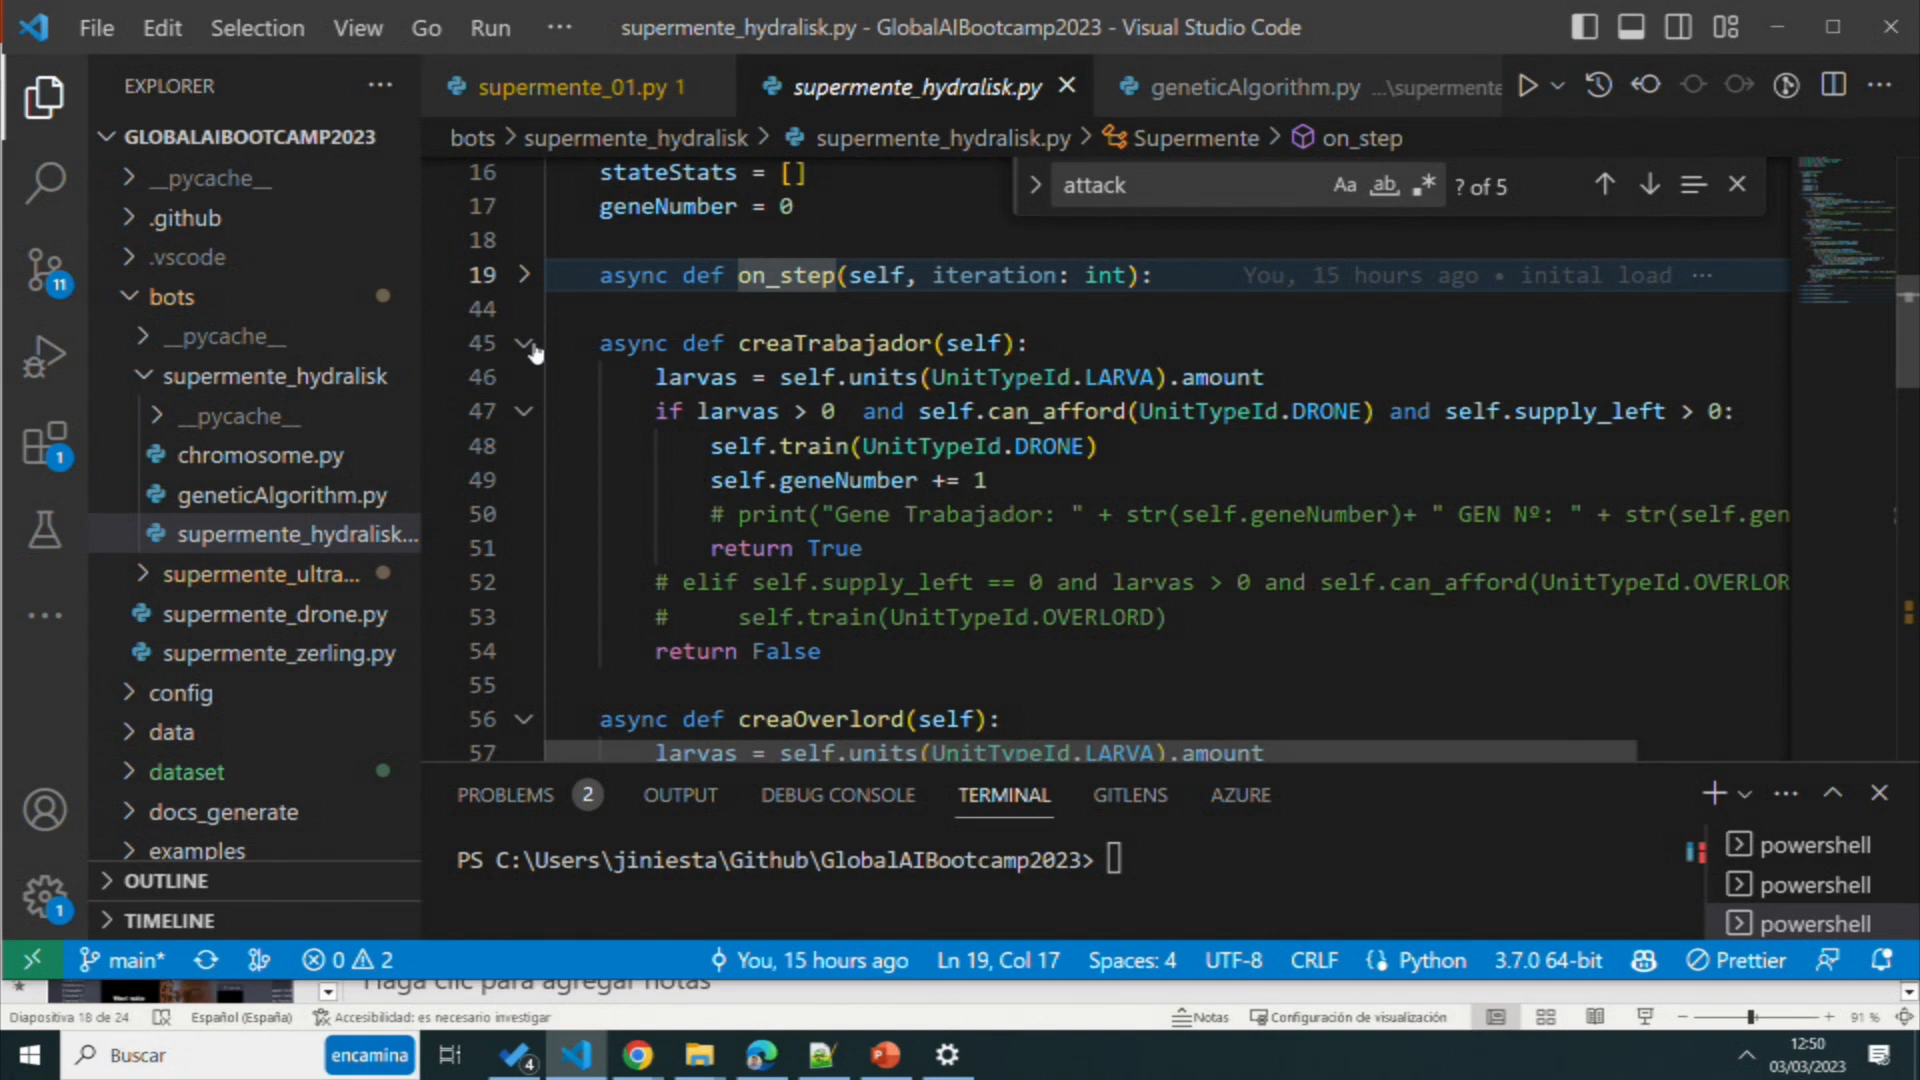 File Edit Selection View Go Run ··· supermente_hydralisk.py - GlobalAIBootcamp2023 - Visual Studio Code
EXPLORER ···
supermente_01.py 1
supermente_hydralisk.py
geneticAlgorithm.py ...\supermente
GLOBALAIBOOTCAMP2023
bots > supermente_hydralisk > supermente_hydralisk.py > Supermente > on_step
__pycache__
.github
.vscode
bots
__pycache__
supermente_hydralisk
__pycache__
chromosome.py
geneticAlgorithm.py
supermente_hydralisk...
supermente_ultra...
supermente_drone.py
supermente_zerling.py
config
data
dataset
docs_generate
examples
OUTLINE
TIMELINE
11
1
1
attack Aa ab ? of 5
16 stateStats = []
17 geneNumber = 0
18
19 async def on_step(self, iteration: int): You, 15 hours ago • inital load ···
44
45 async def creaTrabajador(self):
46 larvas = self.units(UnitTypeId.LARVA).amount
47 if larvas > 0 and self.can_afford(UnitTypeId.DRONE) and self.supply_left > 0:
48 self.train(UnitTypeId.DRONE)
49 self.geneNumber += 1
50 # print("Gene Trabajador: " + str(self.geneNumber)+ " GEN Nº: " + str(self.gen
51 return True
52 # elif self.supply_left == 0 and larvas > 0 and self.can_afford(UnitTypeId.OVERLOR
53 # self.train(UnitTypeId.OVERLORD)
54 return False
55
56 async def creaOverlord(self):
57 larvas = self.units(UnitTypeId.LARVA).amount
PROBLEMS 2 OUTPUT DEBUG CONSOLE TERMINAL GITLENS AZURE
PS C:\Users\jiniesta\Github\GlobalAIBootcamp2023>
powershell
powershell
powershell
main* 0 2 You, 15 hours ago Ln 19, Col 17 Spaces: 4 UTF-8 CRLF Python 3.7.0 64-bit Prettier
Haga clic para agregar notas
Diapositiva 18 de 24 Español (España) Accesibilidad: es necesario investigar Notas Configuración de visualización 91 %
Buscar encamina 4 12:50
03/03/2023